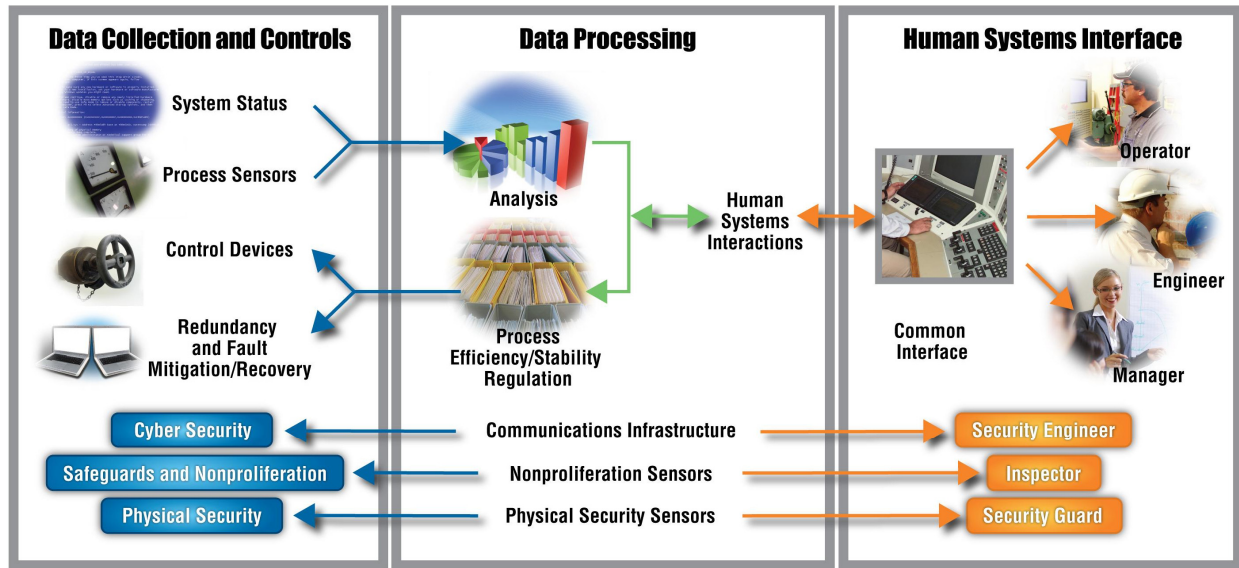 Data Collection and Controls
System Status
Process Sensors
Control Devices
Redundancy
and Fault
Mitigation/Recovery
Data Processing
Analysis
Process
Efficiency/Stability
Regulation
Human
Systems
Interactions
Human Systems Interface
Operator
Engineer
Common
Interface
Manager
Cyber Security
Communications Infrastructure
Security Engineer
Safeguards and Nonproliferation
Nonproliferation Sensors
Inspector
Physical Security
Physical Security Sensors
Security Guard